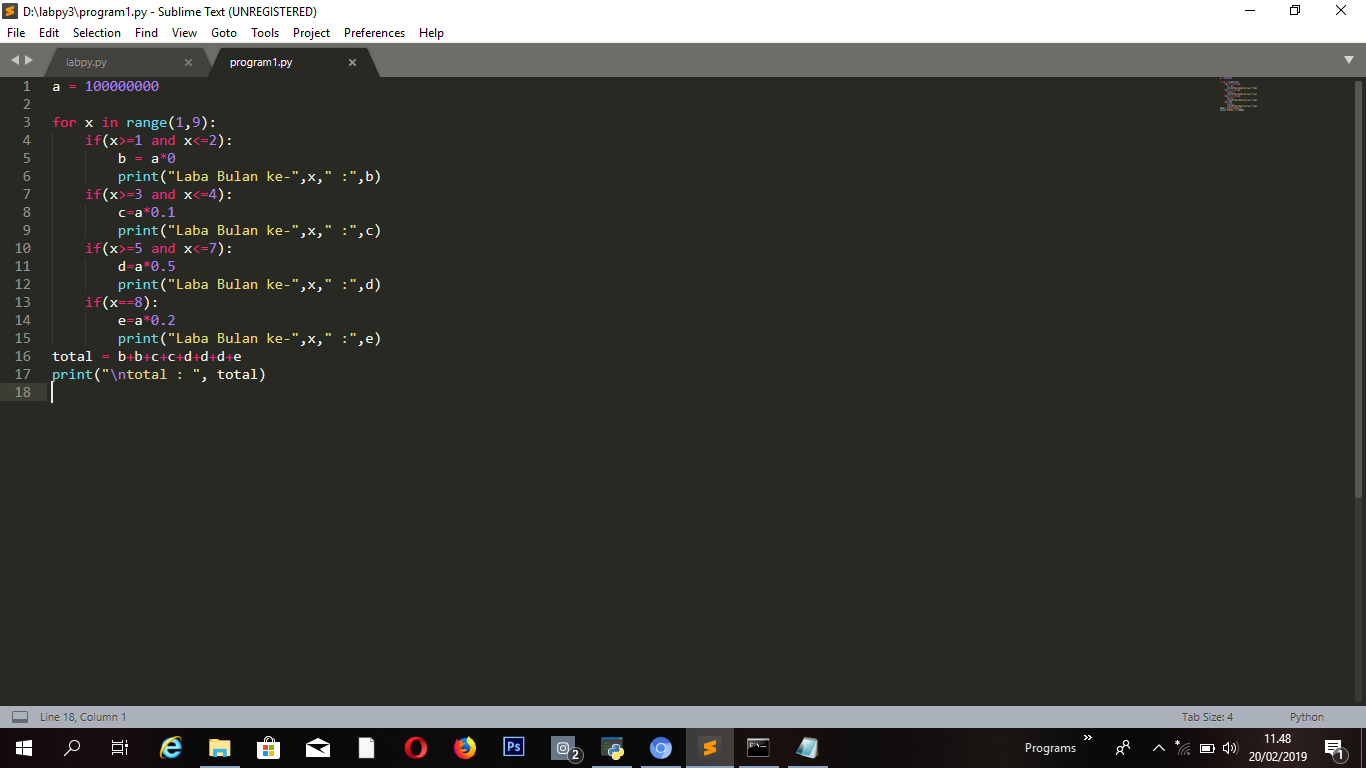 D:\labpy3\program1.py - Sublime Text (UNREGISTERED)
File Edit Selection Find View Goto Tools Project Preferences Help
labpy.py program1.py
1 a = 100000000
2
3 for x in range(1,9):
4     if(x>=1 and x<=2):
5         b = a*0
6         print("Laba Bulan ke-",x," :",b)
7     if(x>=3 and x<=4):
8         c=a*0.1
9         print("Laba Bulan ke-",x," :",c)
10     if(x>=5 and x<=7):
11         d=a*0.5
12         print("Laba Bulan ke-",x," :",d)
13     if(x==8):
14         e=a*0.2
15         print("Laba Bulan ke-",x," :",e)
16 total = b+b+c+c+d+d+d+e
17 print("\ntotal : ", total)
18
Line 18, Column 1 Tab Size: 4 Python
Ps 2 C:\_ Programs » 11.48 1
20/02/2019